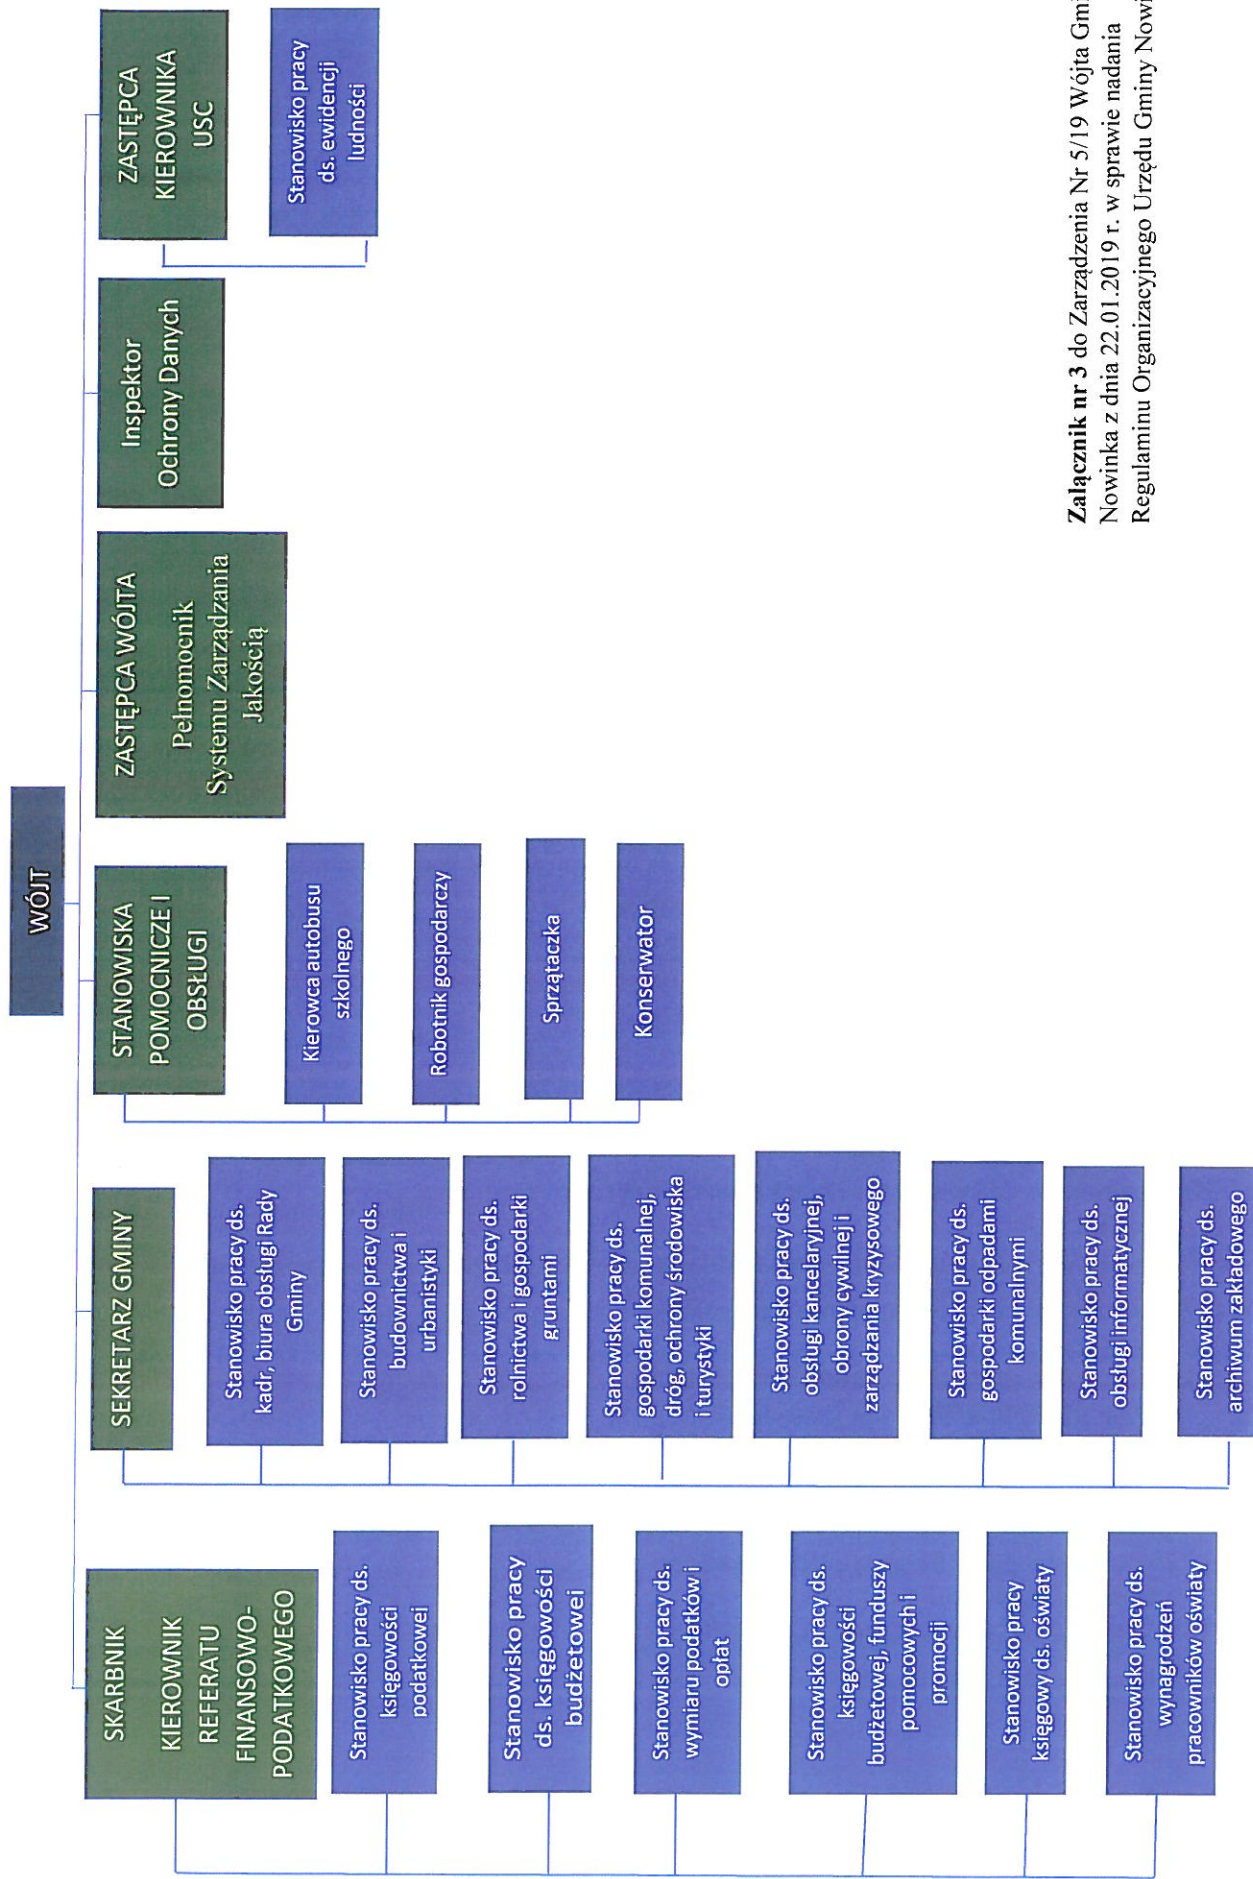 WÓJT
SKARBNIK
KIEROWNIK
REFERATU
FINANSOWO-
PODATKOWEGO
Stanowisko pracy ds.
księgowości
podatkowej
Stanowisko pracy
ds. księgowości
budżetowej
Stanowisko pracy ds.
wymiaru podatków i
opłat
Stanowisko pracy ds.
księgowości
budżetowej, funduszy
pomocowych i
promocji
Stanowisko pracy
księgowy ds. oświaty
Stanowisko pracy ds.
wynagrodzeń
pracowników oświaty
SEKRETARZ GMINY
Stanowisko pracy ds.
kadr, biura obsługi Rady
Gminy
Stanowisko pracy ds.
budownictwa i
urbanistyki
Stanowisko pracy ds.
rolnictwa i gospodarki
gruntami
Stanowisko pracy ds.
gospodarki komunalnej,
dróg, ochrony środowiska
i turystyki
Stanowisko pracy ds.
obsługi kancelaryjnej,
obrony cywilnej i
zarządzania kryzysowego
Stanowisko pracy ds.
gospodarki odpadami
komunalnymi
Stanowisko pracy ds.
obsługi informatycznej
Stanowisko pracy ds.
archiwum zakładowego
STANOWISKA
POMOCNICZE I
OBSŁUGI
Kierowca autobusu
szkolnego
Robotnik gospodarczy
Sprzątaczka
Konserwator
ZASTĘPCA WÓJTA
Pełnomocnik
Systemu Zarządzania
Jakością
Inspektor
Ochrony Danych
ZASTĘPCA
KIEROWNIKA
USC
Stanowisko pracy
ds. ewidencji
ludności
Załącznik nr 3 do Zarządzenia Nr 5/19 Wójta Gmi
Nowinka z dnia 22.01.2019 r. w sprawie nadania
Regulaminu Organizacyjnego Urzędu Gminy Nowi